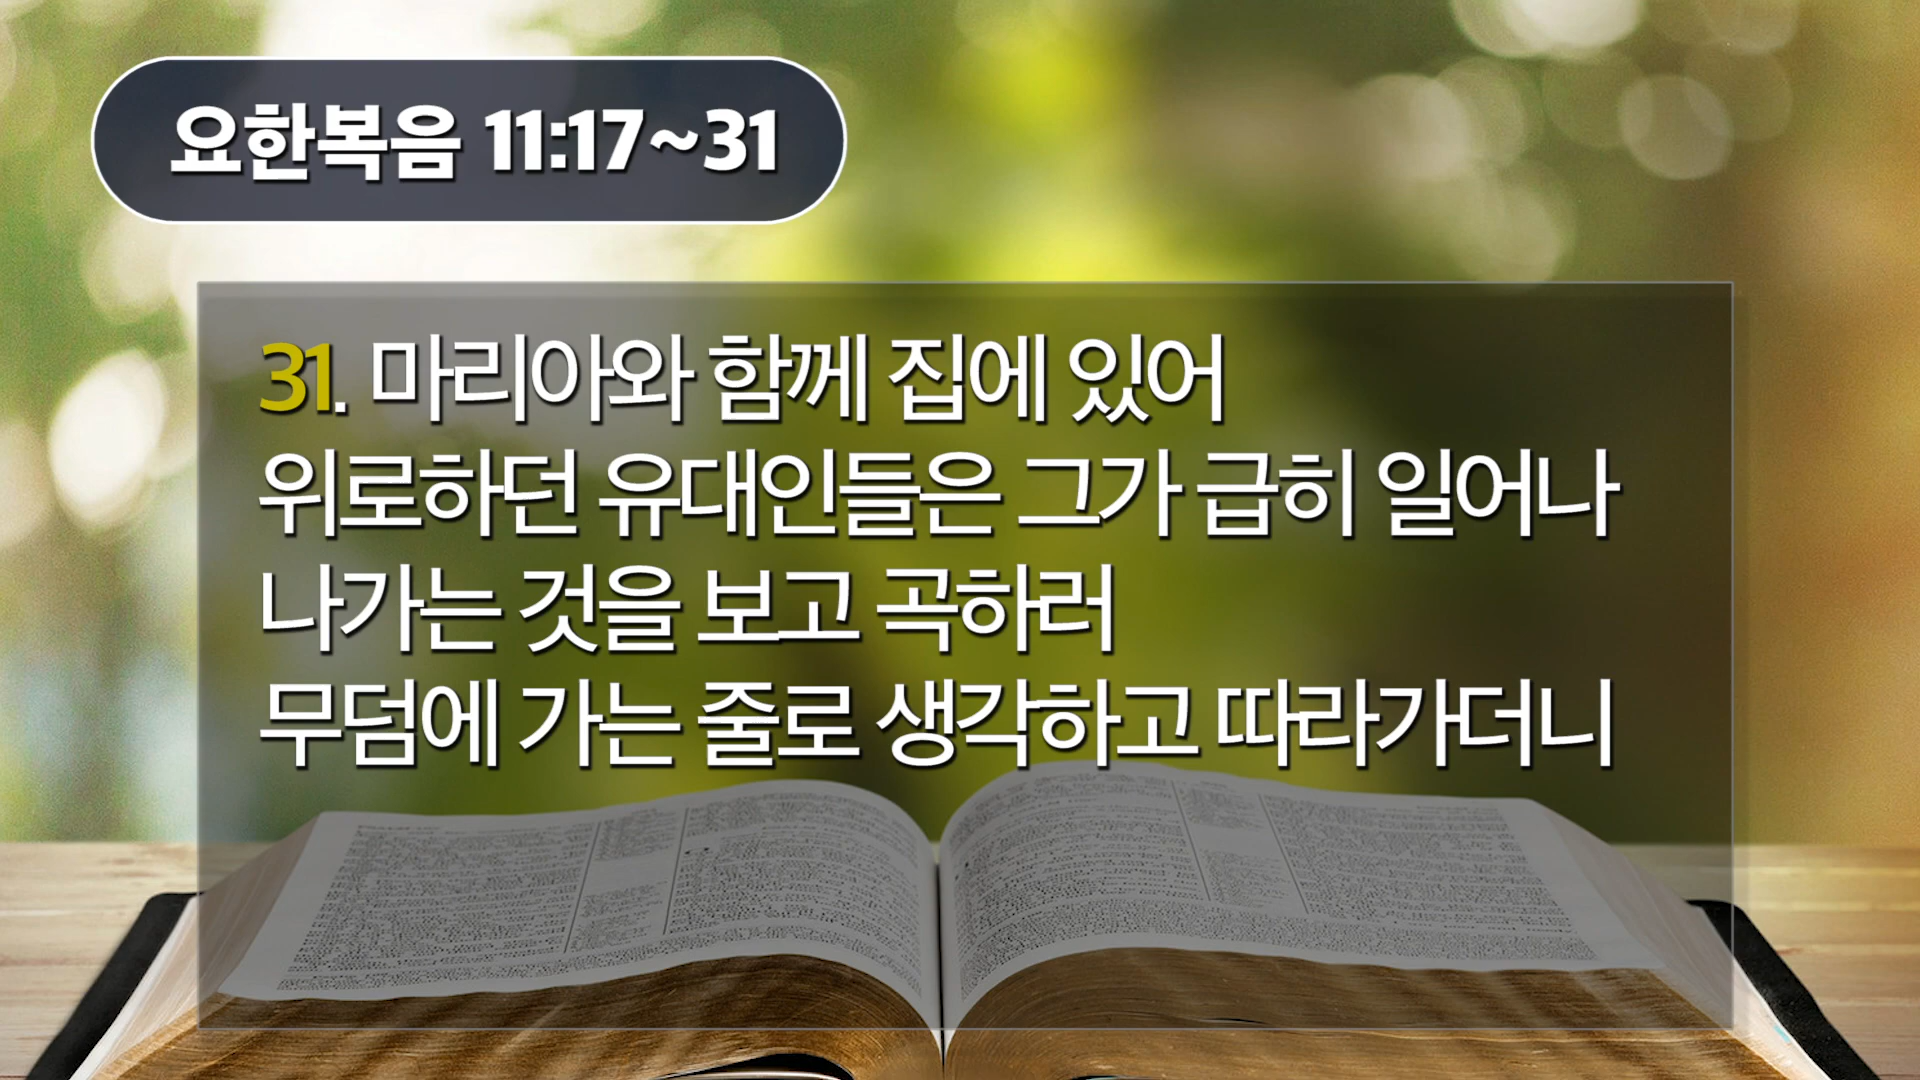 요한복음 11:17~31
31. 마리아와 함께 집에 있어
위로하던 유대인들은 그가 급히 일어나
나가는 것을 보고 곡하러
무덤에 가는 줄로 생각하고 따라가더니